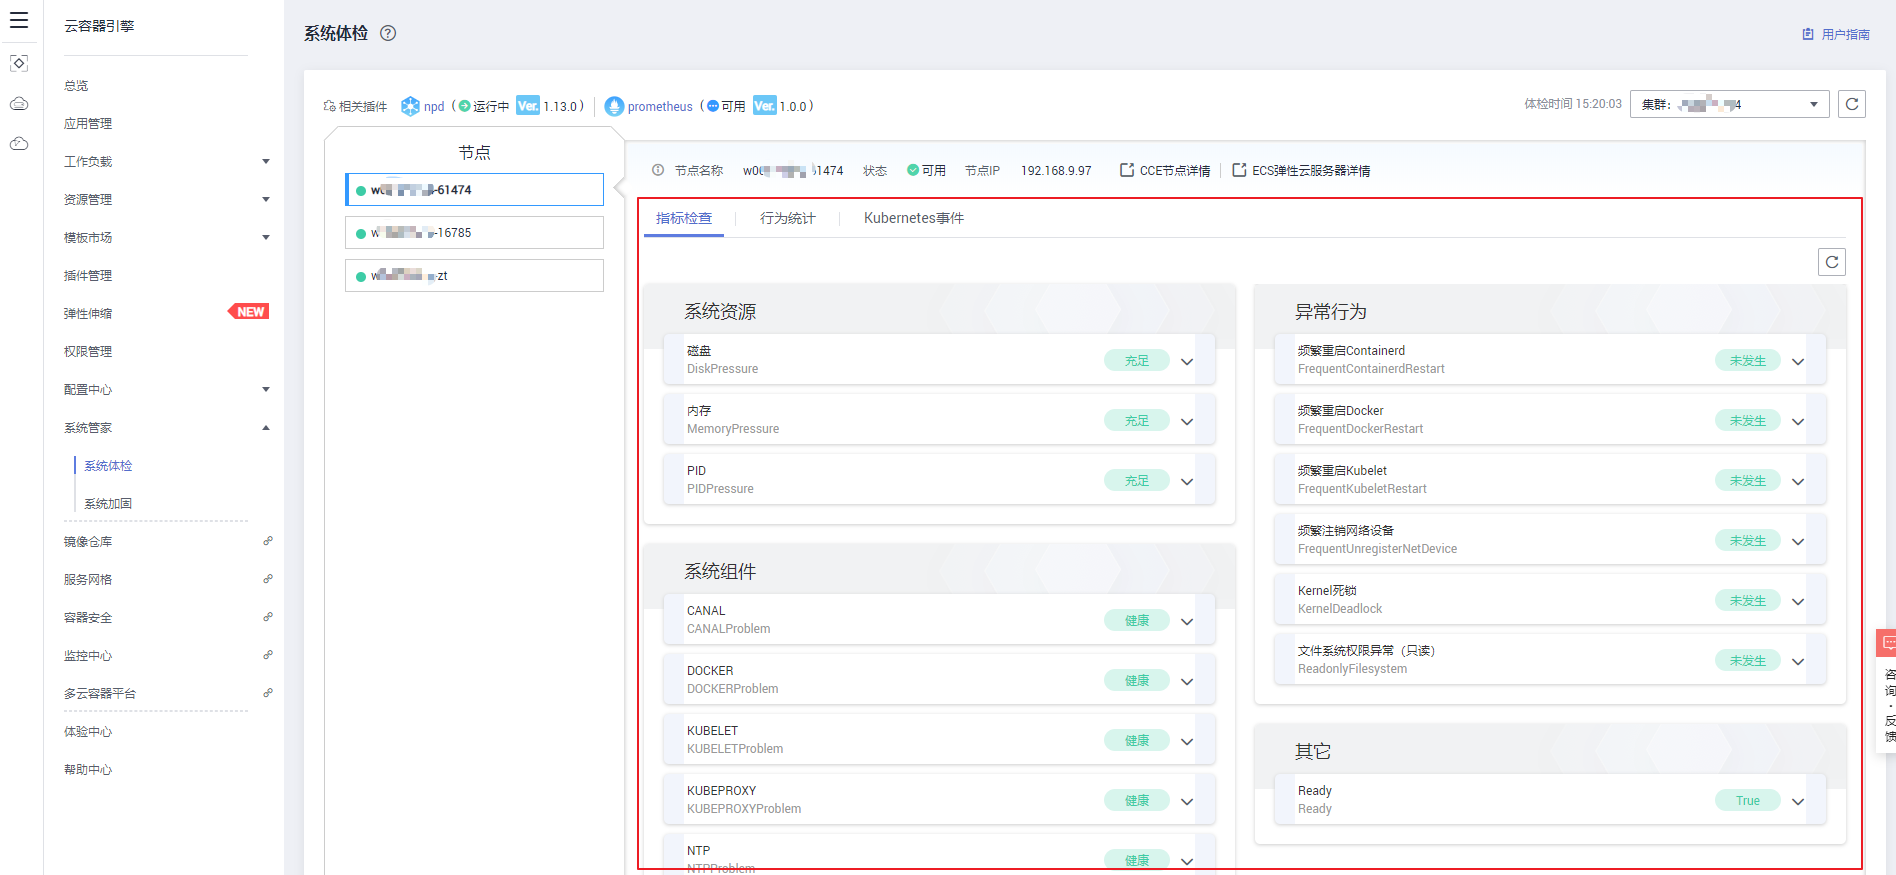 云容器引擎
总览
应用管理
工作负载
资源管理
模板市场
插件管理
弹性伸缩 NEW
权限管理
配置中心
系统管家
系统体检
系统加固
镜像仓库
服务网格
容器安全
监控中心
多云容器平台
体验中心
帮助中心
系统体检 ?
用户指南
相关插件 npd ( 运行中 Ver. 1.13.0 ) prometheus ( 可用 Ver. 1.0.0 )
体检时间 15:20:03 集群: 4
节点
-61474
-16785
-zt
节点名称 1474 状态 可用 节点IP 192.168.9.97 CCE节点详情 ECS弹性云服务器详情
指标检查 行为统计 Kubernetes事件
系统资源
磁盘
DiskPressure
充足
内存
MemoryPressure
充足
PID
PIDPressure
充足
系统组件
CANAL
CANALProblem
健康
DOCKER
DOCKERProblem
健康
KUBELET
KUBELETProblem
健康
KUBEPROXY
KUBEPROXYProblem
健康
NTP
NTPProblem
健康
异常行为
频繁重启Containerd
FrequentContainerdRestart
未发生
频繁重启Docker
FrequentDockerRestart
未发生
频繁重启Kubelet
FrequentKubeletRestart
未发生
频繁注销网络设备
FrequentUnregisterNetDevice
未发生
Kernel死锁
KernelDeadlock
未发生
文件系统权限异常（只读）
ReadonlyFilesystem
未发生
其它
Ready
Ready
True
咨询·反馈